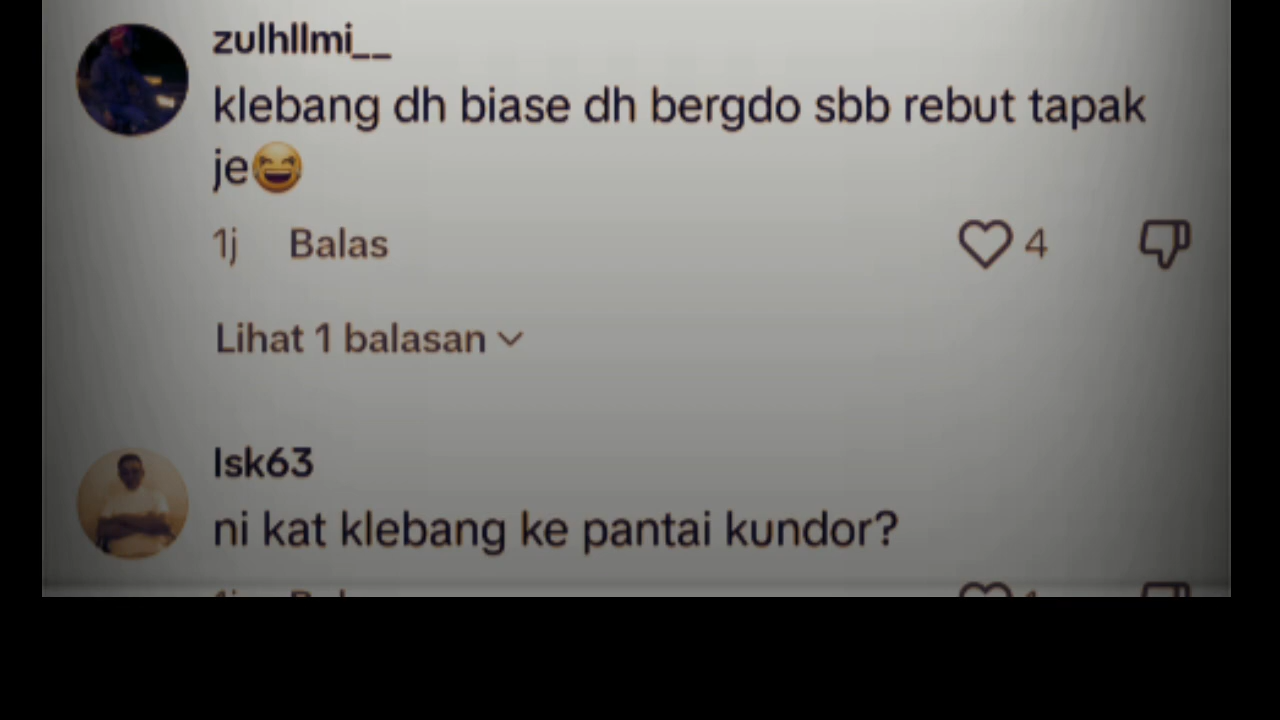 zulhllmi__
klebang dh biase dh bergdo sbb rebut tapak
je😆
1j Balas 4
Lihat 1 balasan
lsk63
ni kat klebang ke pantai kundor?